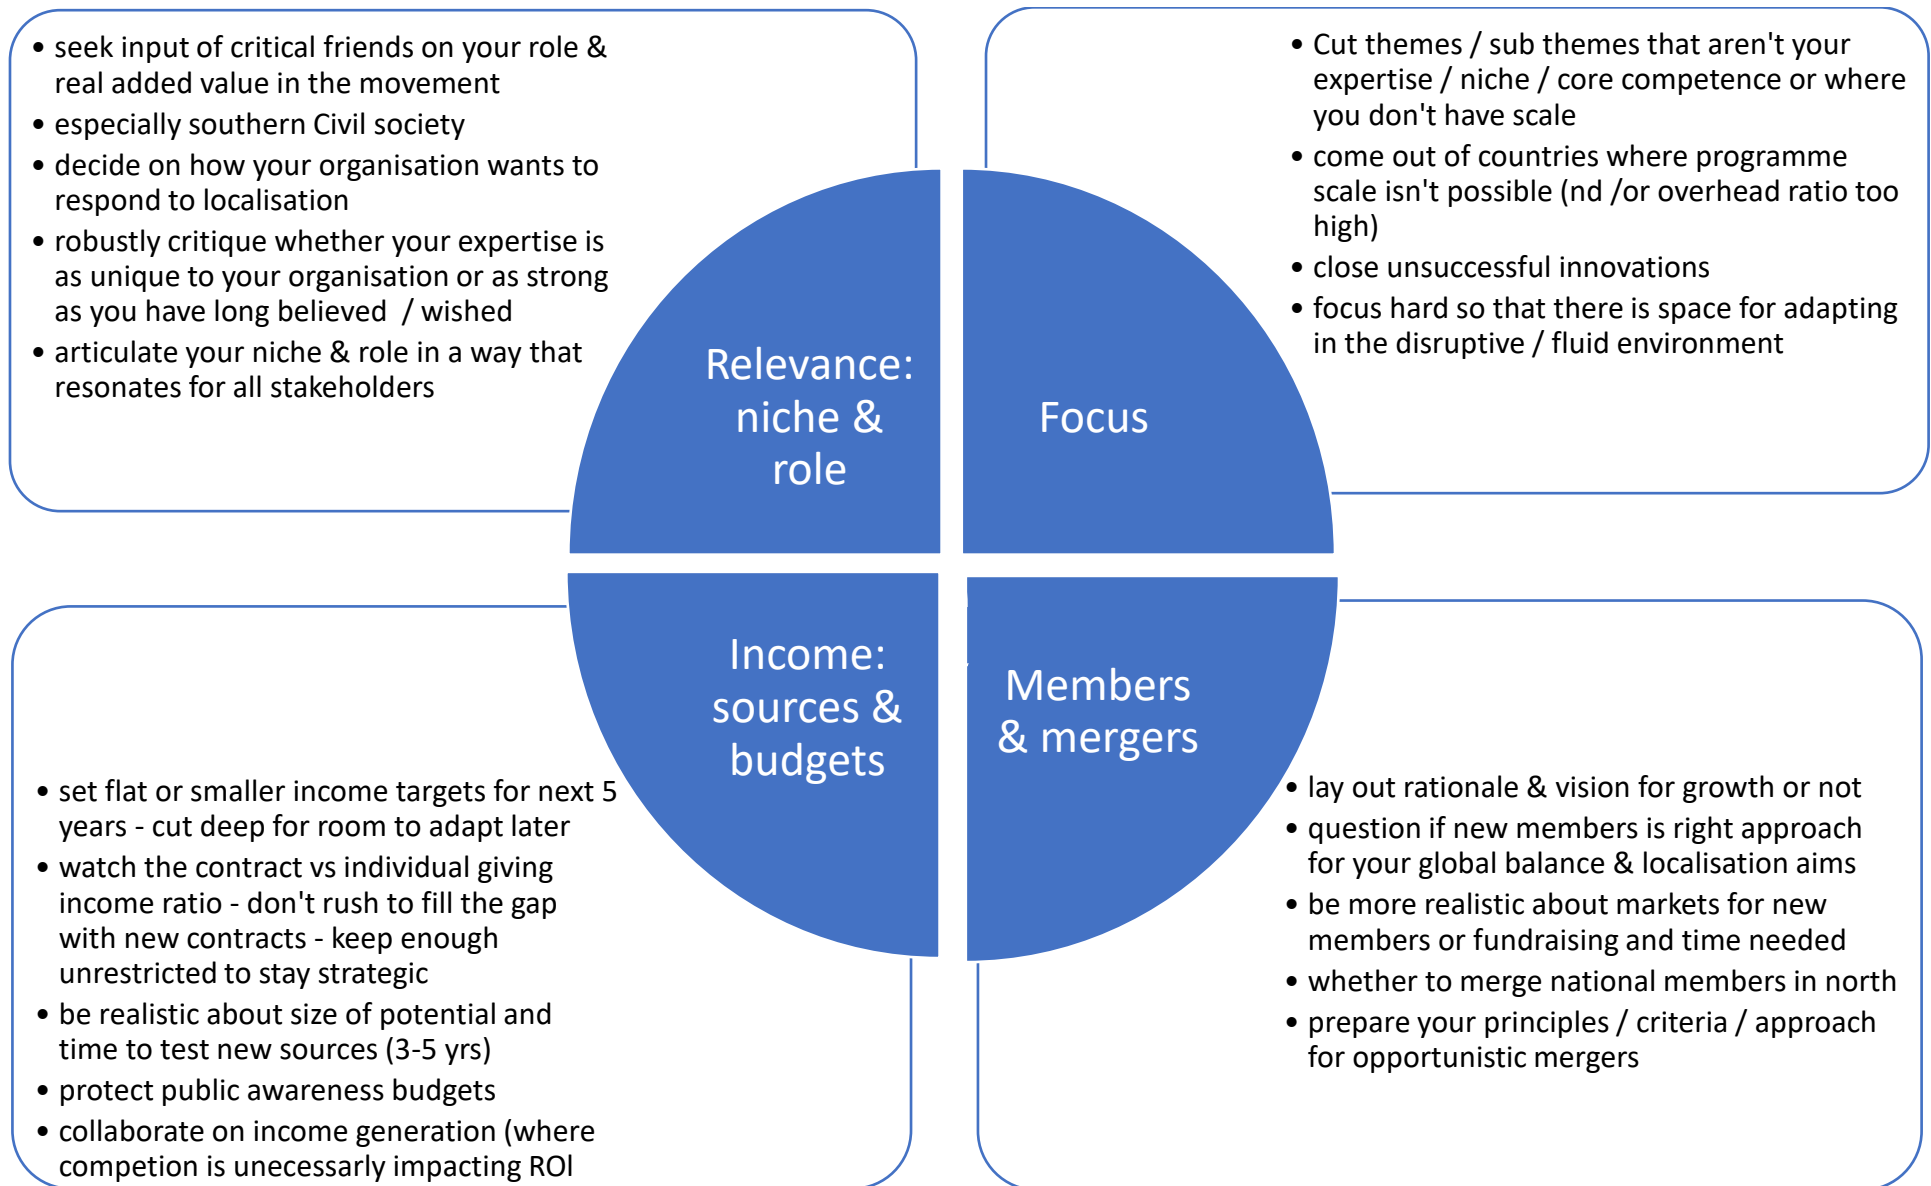 • seek input of critical friends on your role &
real added value in the movement
• especially southern Civil society
• decide on how your organisation wants to
respond to localisation
• robustly critique whether your expertise is
as unique to your organisation or as strong
as you have long believed / wished
• articulate your niche & role in a way that
resonates for all stakeholders
Relevance:
niche &
role
• Cut themes / sub themes that aren't your
expertise / niche / core competence or where
you don't have scale
• come out of countries where programme
scale isn't possible (nd /or overhead ratio too
high)
• close unsuccessful innovations
• focus hard so that there is space for adapting
in the disruptive / fluid environment
Focus
Income:
sources &
budgets
• set flat or smaller income targets for next 5
years - cut deep for room to adapt later
• watch the contract vs individual giving
income ratio - don't rush to fill the gap
with new contracts - keep enough
unrestricted to stay strategic
• be realistic about size of potential and
time to test new sources (3-5 yrs)
• protect public awareness budgets
• collaborate on income generation (where
competion is unecessarly impacting ROI
Members
& mergers
• lay out rationale & vision for growth or not
• question if new members is right approach
for your global balance & localisation aims
• be more realistic about markets for new
members or fundraising and time needed
• whether to merge national members in north
• prepare your principles / criteria / approach
for opportunistic mergers